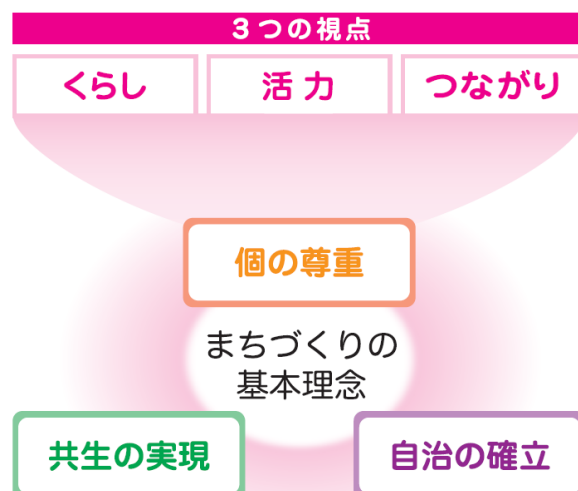 3つの視点
くらし
活力
つながり
個の尊重
まちづくりの
基本理念
共生の実現
自治の確立